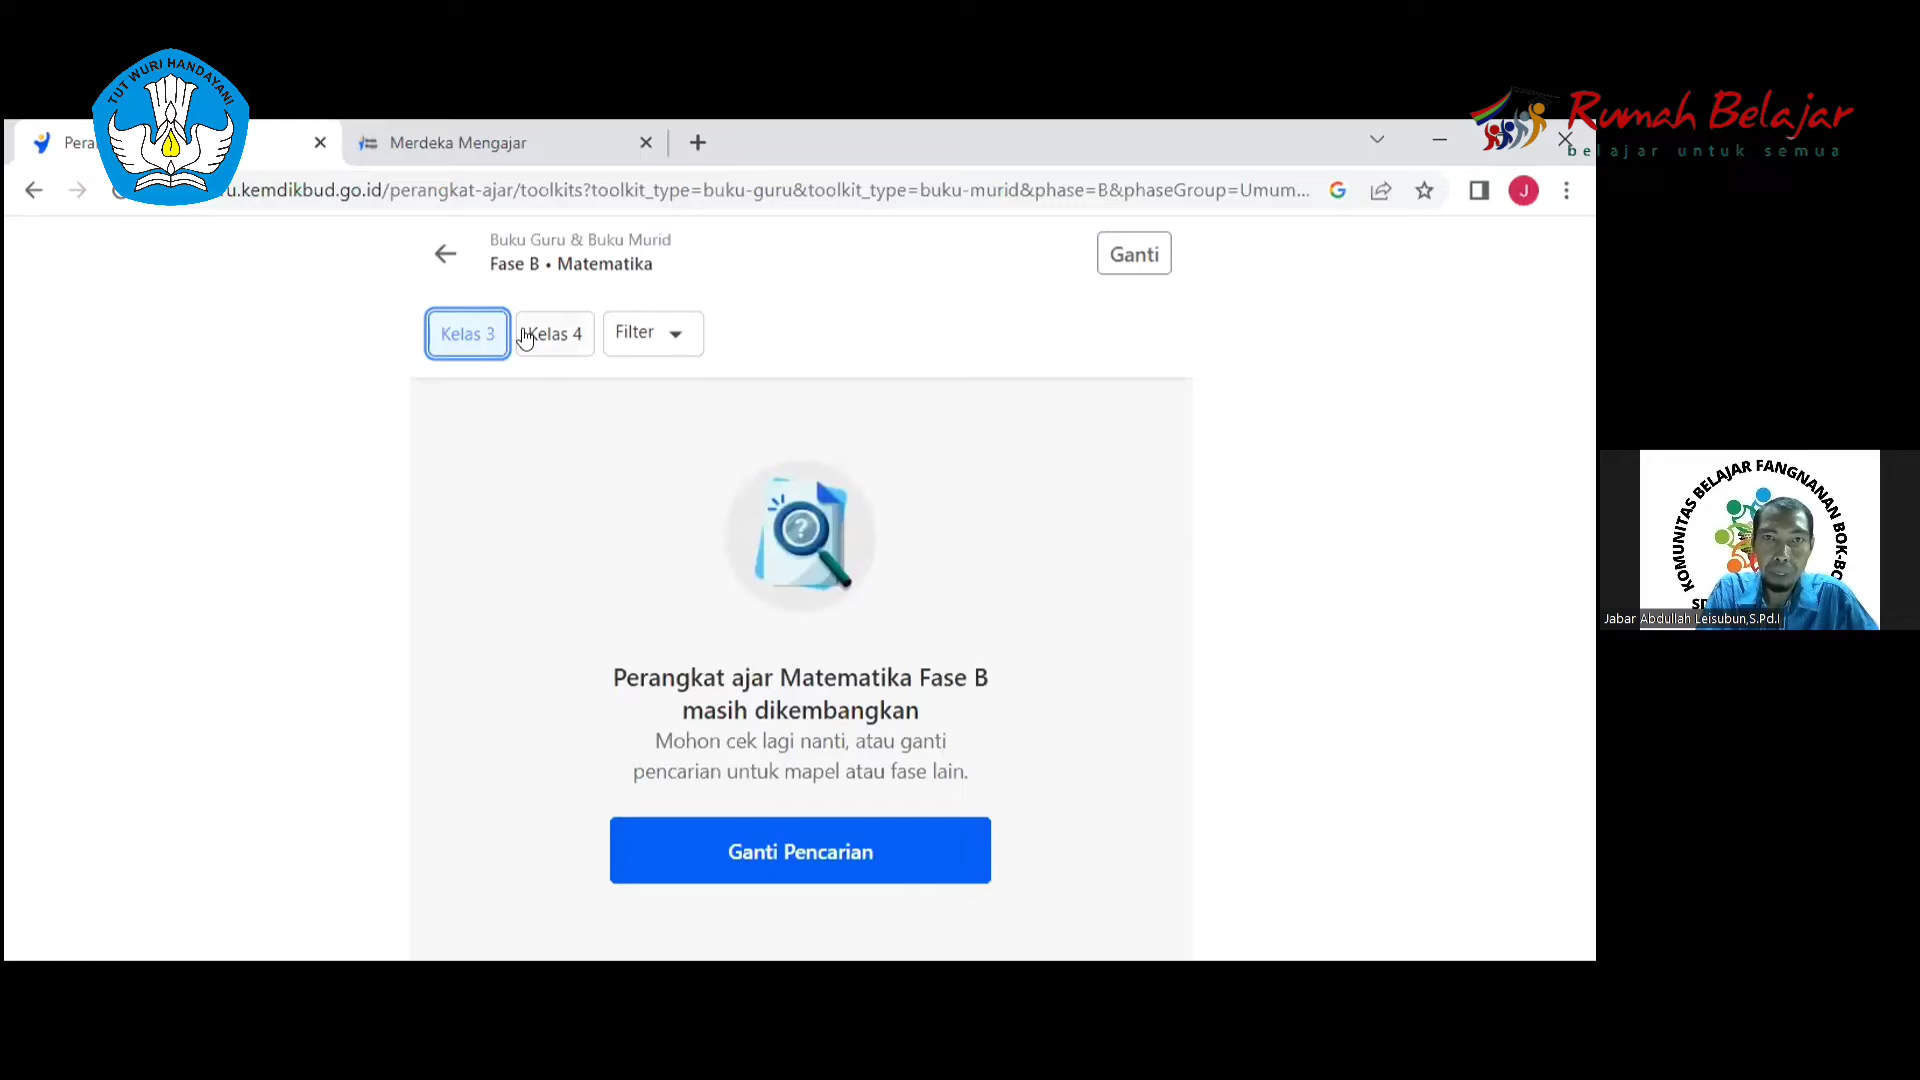 TUT WURI HANDAYANI
Rumah Belajar
belajar untuk semua
Pera
Merdeka Mengajar
u.kemdikbud.go.id/perangkat-ajar/toolkits?toolkit_type=buku-guru&toolkit_type=buku-murid&phase=B&phaseGroup=Umum...
J
Buku Guru & Buku Murid
Fase B • Matematika
Ganti
Kelas 3
Kelas 4
Filter
?
Perangkat ajar Matematika Fase B
masih dikembangkan
Mohon cek lagi nanti, atau ganti
pencarian untuk mapel atau fase lain.
Ganti Pencarian
KOMUNITAS BELAJAR FANGNANAN BOK-BO
Jabar Abdullah Leisubun,S.Pd.I